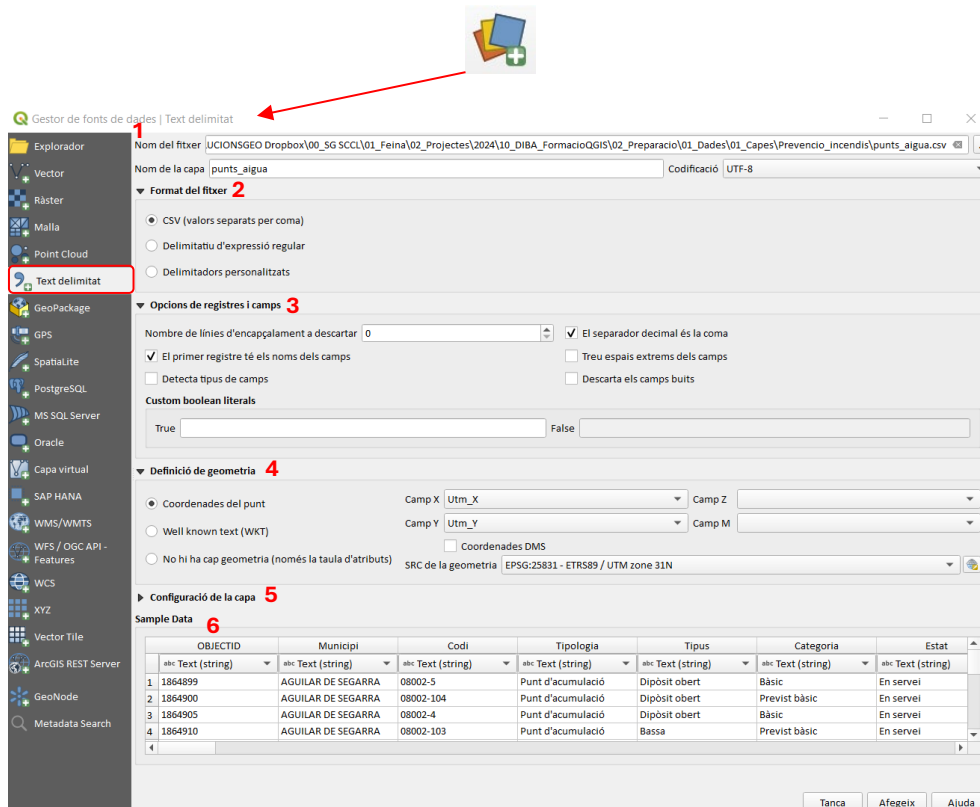 Gestor de fonts de dades | Text delimitat
1
Explorador
Vector
Ràster
Malla
Point Cloud
Text delimitat
GeoPackage
GPS
SpatiaLite
PostgreSQL
MS SQL Server
Oracle
Capa virtual
SAP HANA
WMS/WMTS
WFS / OGC API -
Features
WCS
XYZ
Vector Tile
ArcGIS REST Server
GeoNode
Metadata Search
Nom del fitxer UCIONSGEO Dropbox\00_SG SCCL\01_Feina\02_Projectes\2024\10_DIBA_FormacioQGIS\02_Preparacio\01_Dades\01_Capes\Prevencio_incendis\punts_aigua.csv
Nom de la capa punts_aigua Codificació UTF-8
Format del fitxer 2
CSV (valors separats per coma)
Delimitatiu d'expressió regular
Delimitadors personalitzats
Opcions de registres i camps 3
Nombre de línies d'encapçalament a descartar 0 El separador decimal és la coma
El primer registre té els noms dels camps Treu espais extrems dels camps
Detecta tipus de camps Descarta els camps buits
Custom boolean literals
True False
Definició de geometria 4
Coordenades del punt Camp X Utm_X Camp Z
Well known text (WKT) Camp Y Utm_Y Camp M
Coordenades DMS
No hi ha cap geometria (només la taula d'atributs) SRC de la geometria EPSG:25831 - ETRS89 / UTM zone 31N
Configuració de la capa 5
Sample Data 6
OBJECTID Municipi Codi Tipologia Tipus Categoria Estat
abc Text (string) abc Text (string) abc Text (string) abc Text (string) abc Text (string) abc Text (string) abc Text (string)
1 1864899 AGUILAR DE SEGARRA 08002-5 Punt d'acumulació Dipòsit obert Bàsic En servei
2 1864900 AGUILAR DE SEGARRA 08002-104 Punt d'acumulació Dipòsit obert Previst bàsic En servei
3 1864905 AGUILAR DE SEGARRA 08002-4 Punt d'acumulació Dipòsit obert Bàsic En servei
4 1864910 AGUILAR DE SEGARRA 08002-103 Punt d'acumulació Bassa Previst bàsic En servei
Tanca Afegeix Ajuda